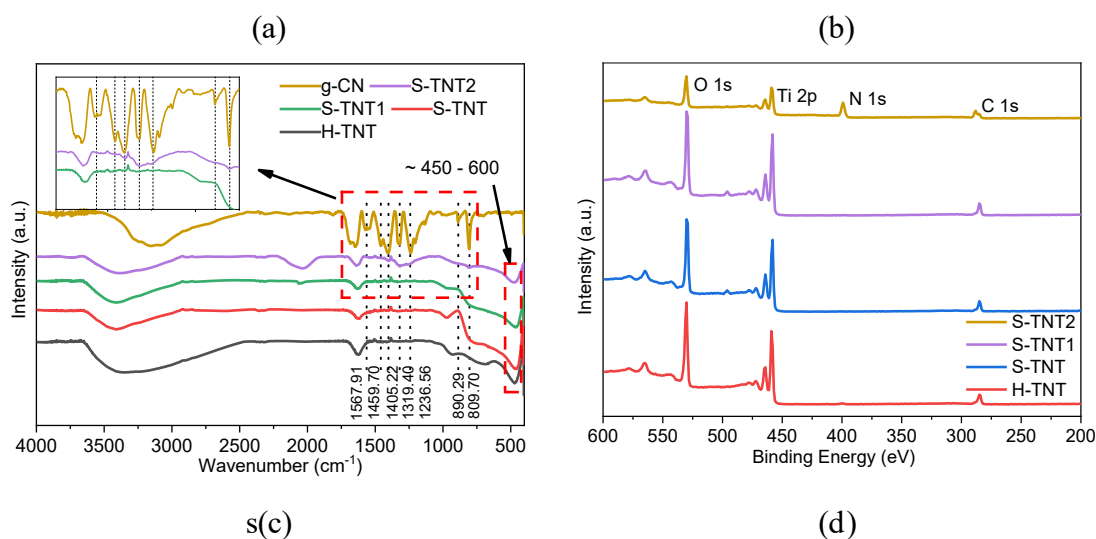 (a)
(b)
g-CN
S-TNT2
S-TNT1
S-TNT
H-TNT
~ 450 - 600
1567.91
1459.70
1405.22
1319.40
1236.56
890.29
809.70
Intensity (a.u.)
4000 3500 3000 2500 2000 1500 1000 500
Wavenumber (cm⁻¹)
O 1s
Ti 2p
N 1s
C 1s
S-TNT2
S-TNT1
S-TNT
H-TNT
Intensity (a.u.)
600 550 500 450 400 350 300 250 200
Binding Energy (eV)
s(c)
(d)